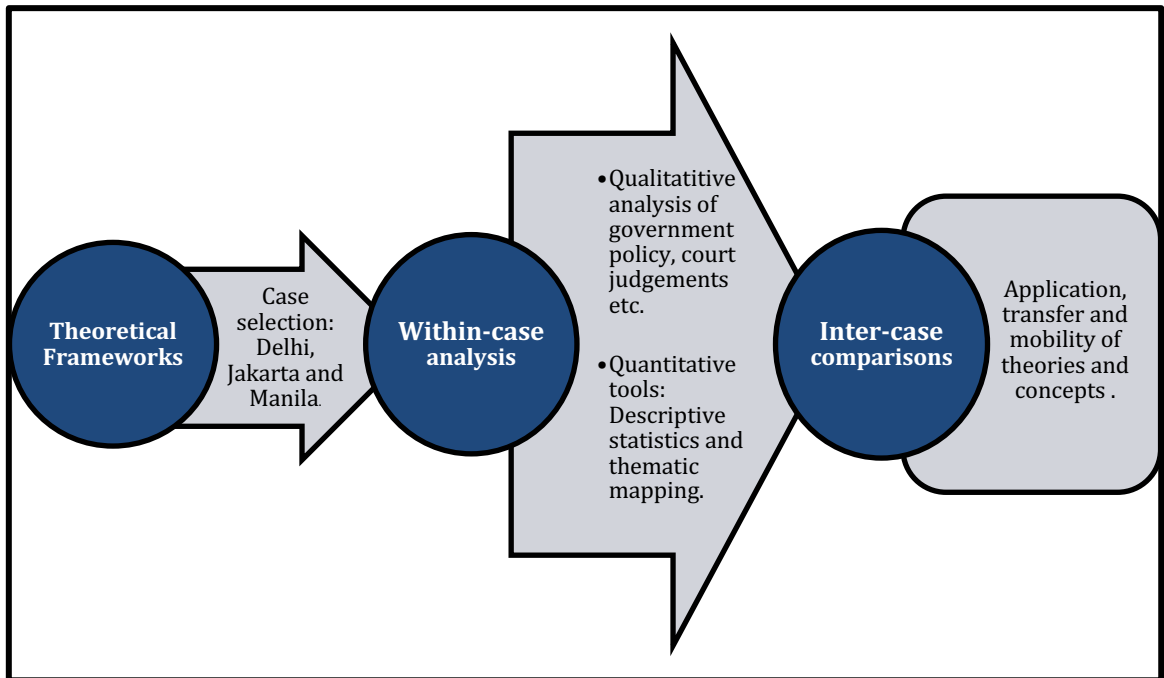 Theoretical
Frameworks
Case
selection:
Delhi,
Jakarta and
Manila.
Within-case
analysis
•Qualitatitive
analysis of
government
policy, court
judgements
etc.
•Quantitative
tools:
Descriptive
statistics and
thematic
mapping.
Inter-case
comparisons
Application,
transfer and
mobility of
theories and
concepts .